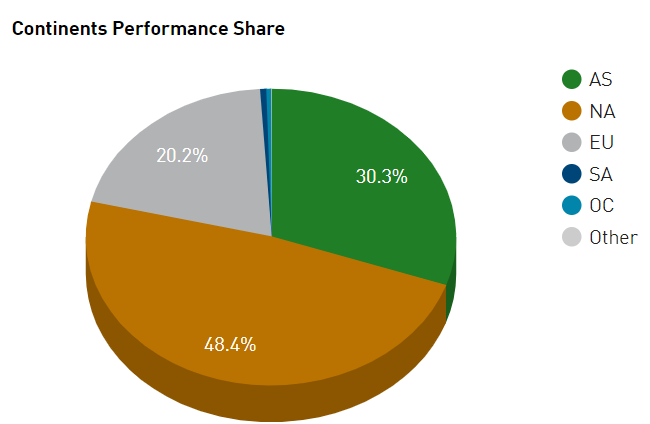 Continents Performance Share
AS
NA
EU
SA
OC
Other
20.2%
30.3%
48.4%